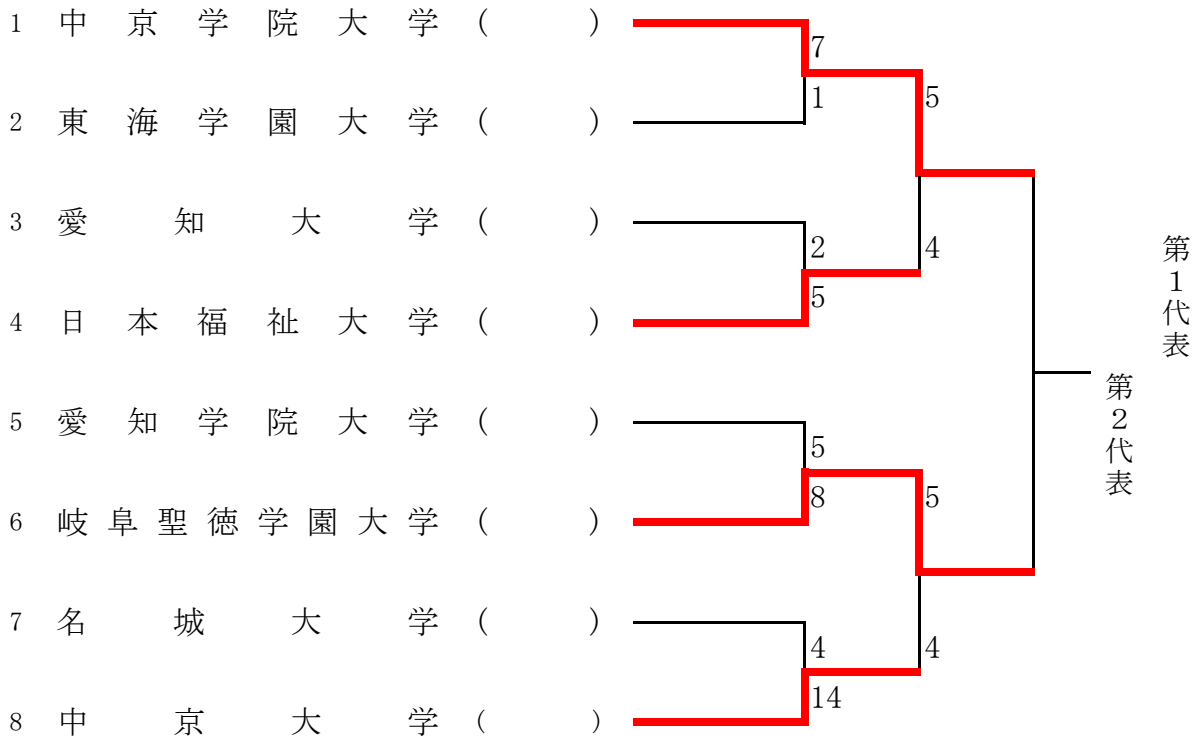 1 中京学院大学 ( )
7
1
5
2 東海学園大学 ( )
3 愛知大学 ( )
2
5
4
4 日本福祉大学 ( )
第1代表
第2代表
5 愛知学院大学 ( )
5
8
5
6 岐阜聖徳学園大学 ( )
7 名城大学 ( )
4
14
4
8 中京大学 ( )